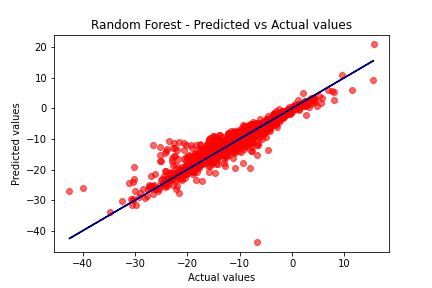 Random Forest - Predicted vs Actual values
20
10
0
−10
−20
−30
−40
Predicted values
−40 −30 −20 −10 0 10
Actual values